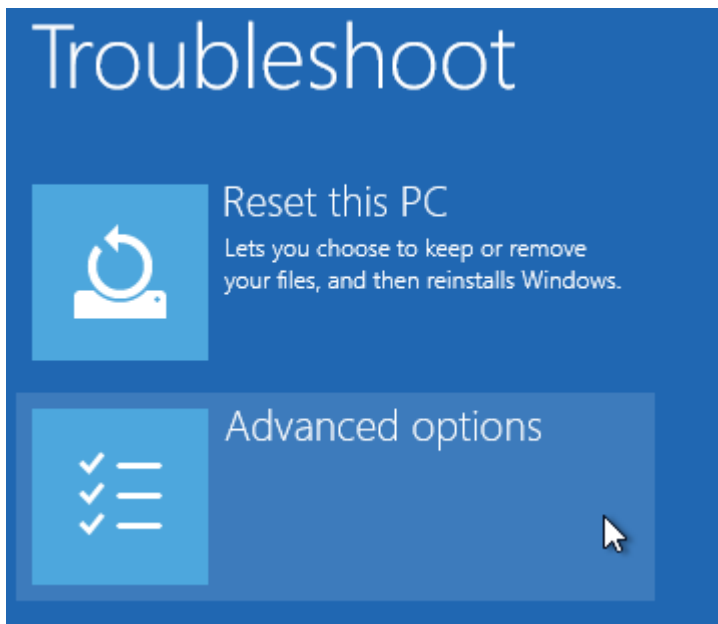 Troubleshoot
Reset this PC
Lets you choose to keep or remove
your files, and then reinstalls Windows.
Advanced options